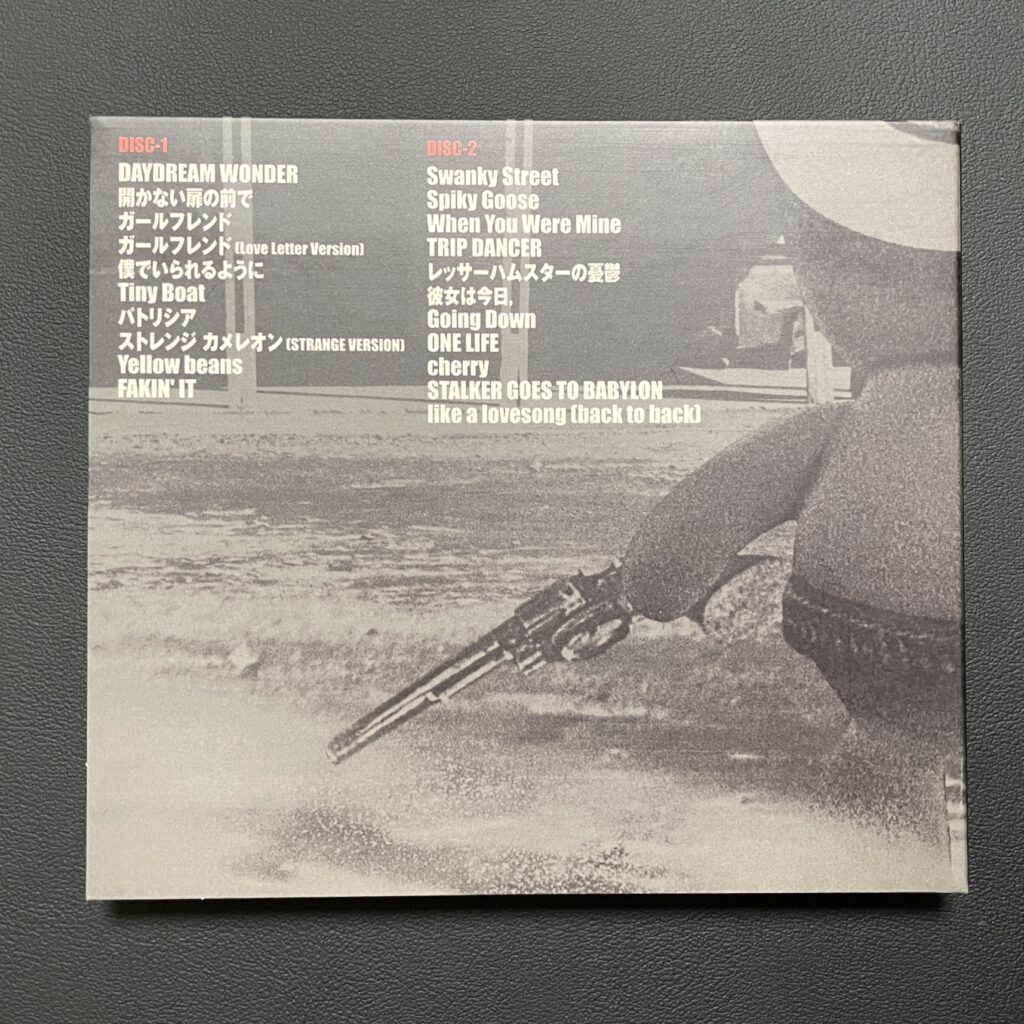 DISC-1
DAYDREAM WONDER
開かない扉の前で
ガールフレンド
ガールフレンド (Love Letter Version)
僕でいられるように
Tiny Boat
パトリシア
ストレンジ カメレオン (STRANGE VERSION)
Yellow beans
FAKIN' IT
DISC-2
Swanky Street
Spiky Goose
When You Were Mine
TRIP DANCER
レッサーハムスターの憂鬱
彼女は今日,
Going Down
ONE LIFE
cherry
STALKER GOES TO BABYLON
like a lovesong (back to back)